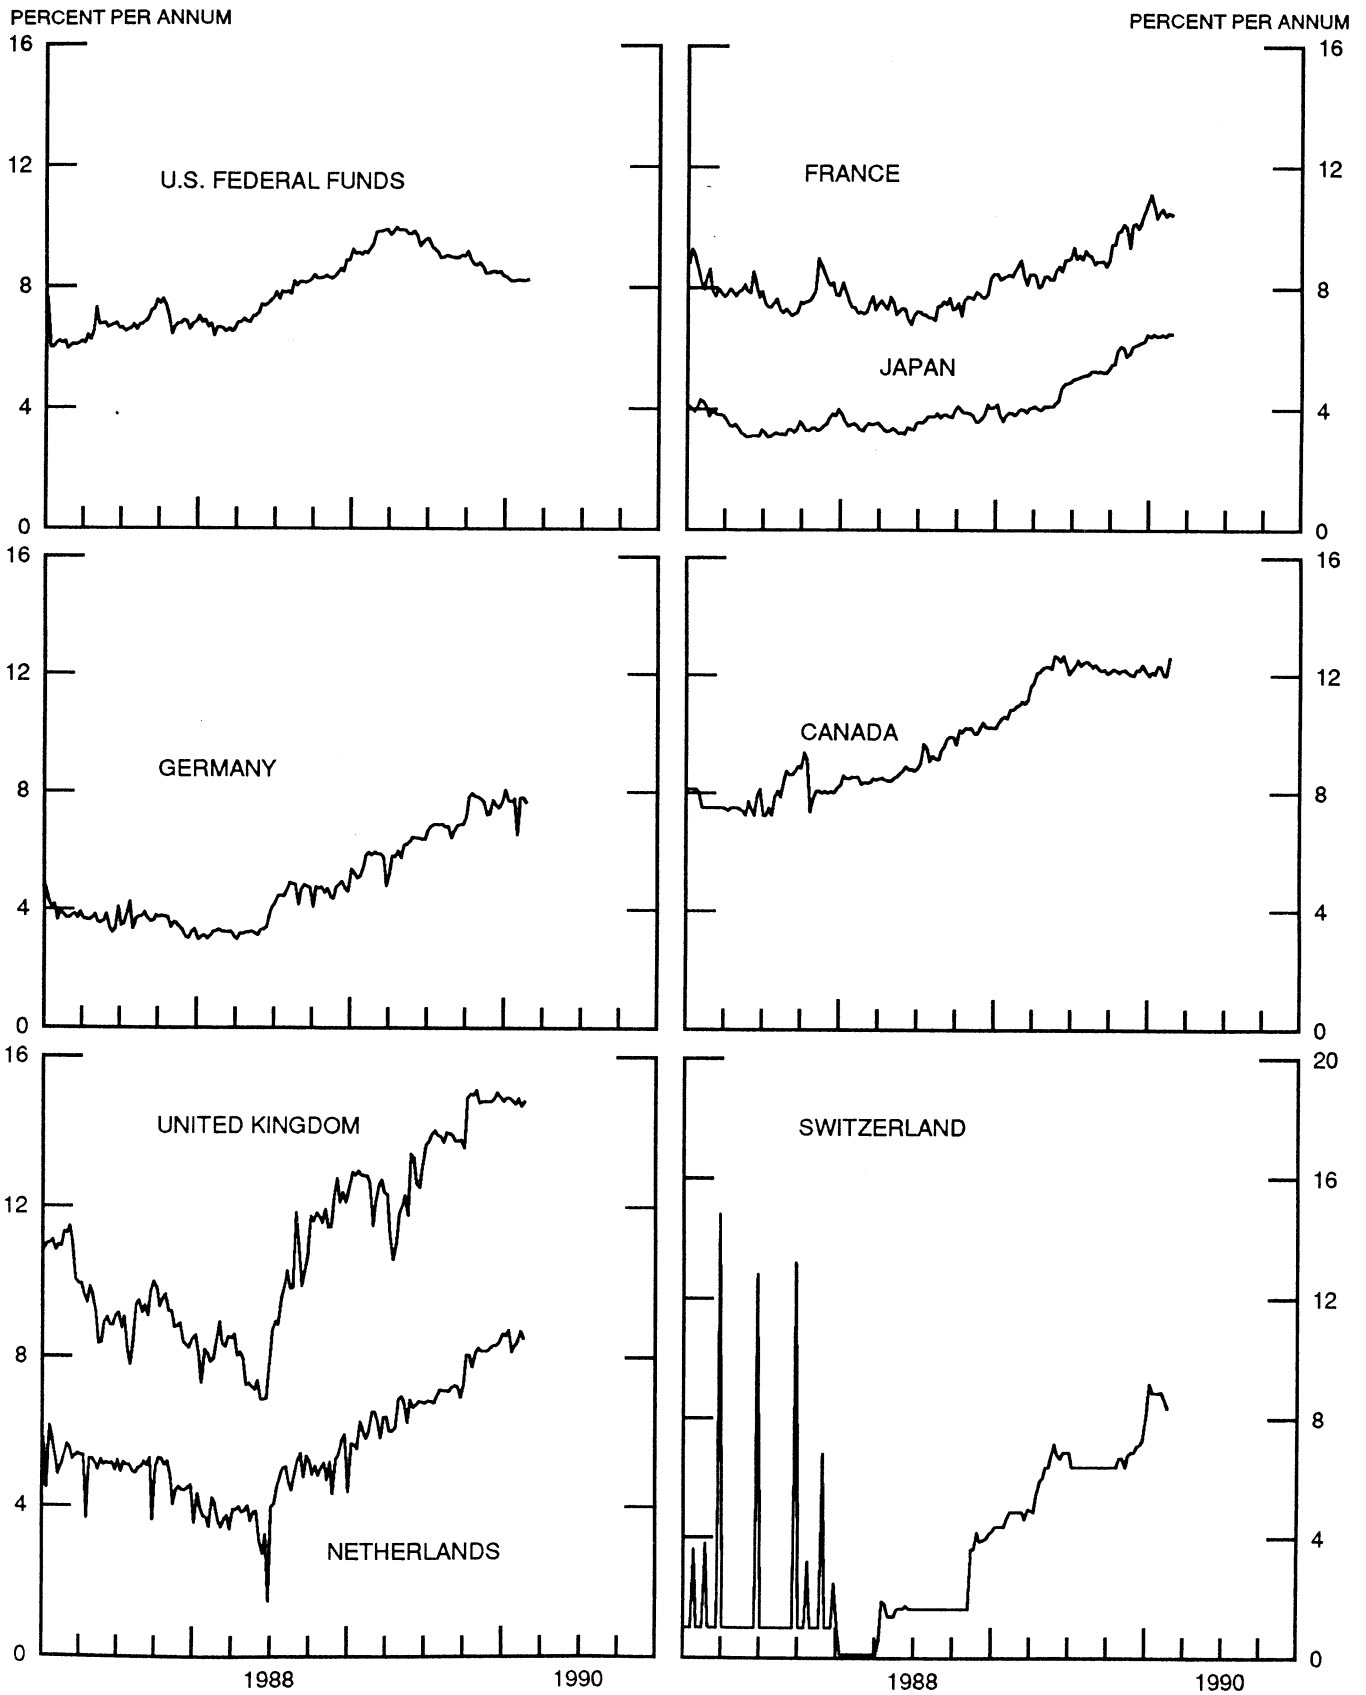 PERCENT PER ANNUM PERCENT PER ANNUM
16 16
12 12
U.S. FEDERAL FUNDS FRANCE
8 8
JAPAN
4 4
0 0
16 16
12 12
CANADA
GERMANY
8 8
4 4
0 0
16 20
UNITED KINGDOM SWITZERLAND
16
12
12
8
8
4
4
NETHERLANDS
0 0
1988 1990 1988 1990